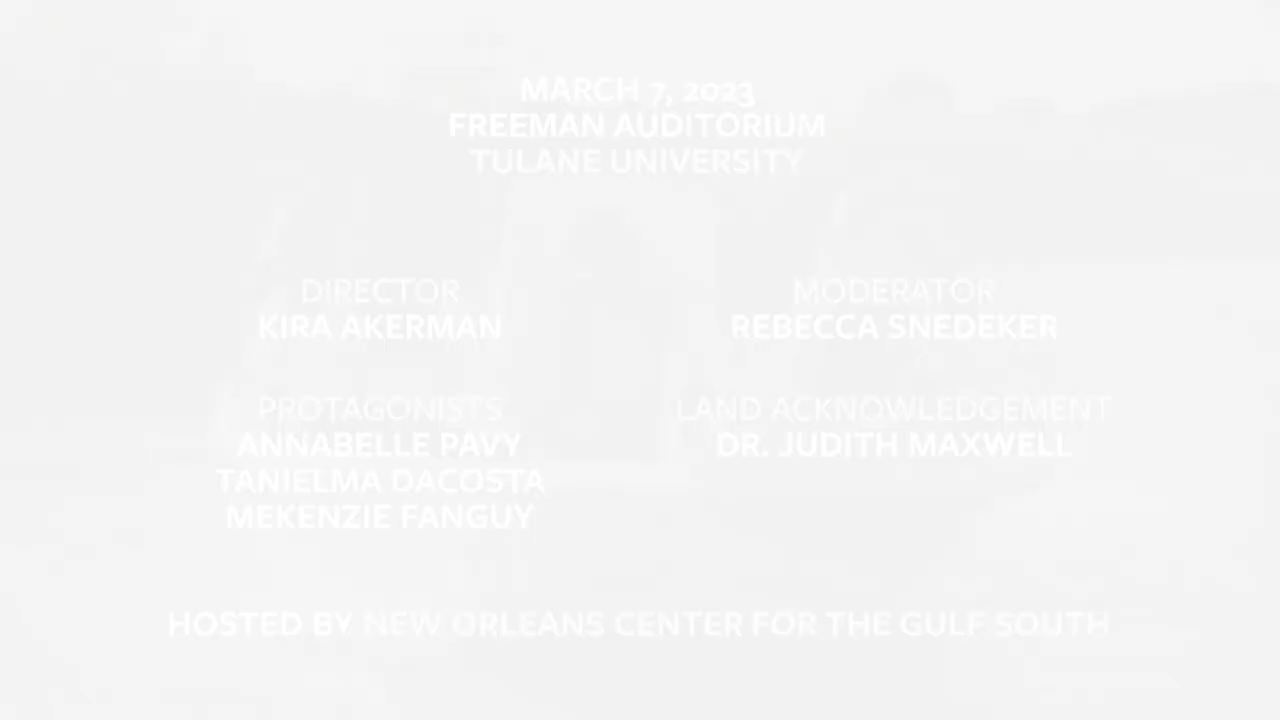 MARCH 7, 2023
FREEMAN AUDITORIUM
TULANE UNIVERSITY
DIRECTOR
KIRA AKERMAN
MODERATOR
REBECCA SNEDEKER
PROTAGONISTS
ANNABELLE PAVY
TANIELMA DACOSTA
MEKENZIE FANGUY
LAND ACKNOWLEDGEMENT
DR. JUDITH MAXWELL
HOSTED BY NEW ORLEANS CENTER FOR THE GULF SOUTH